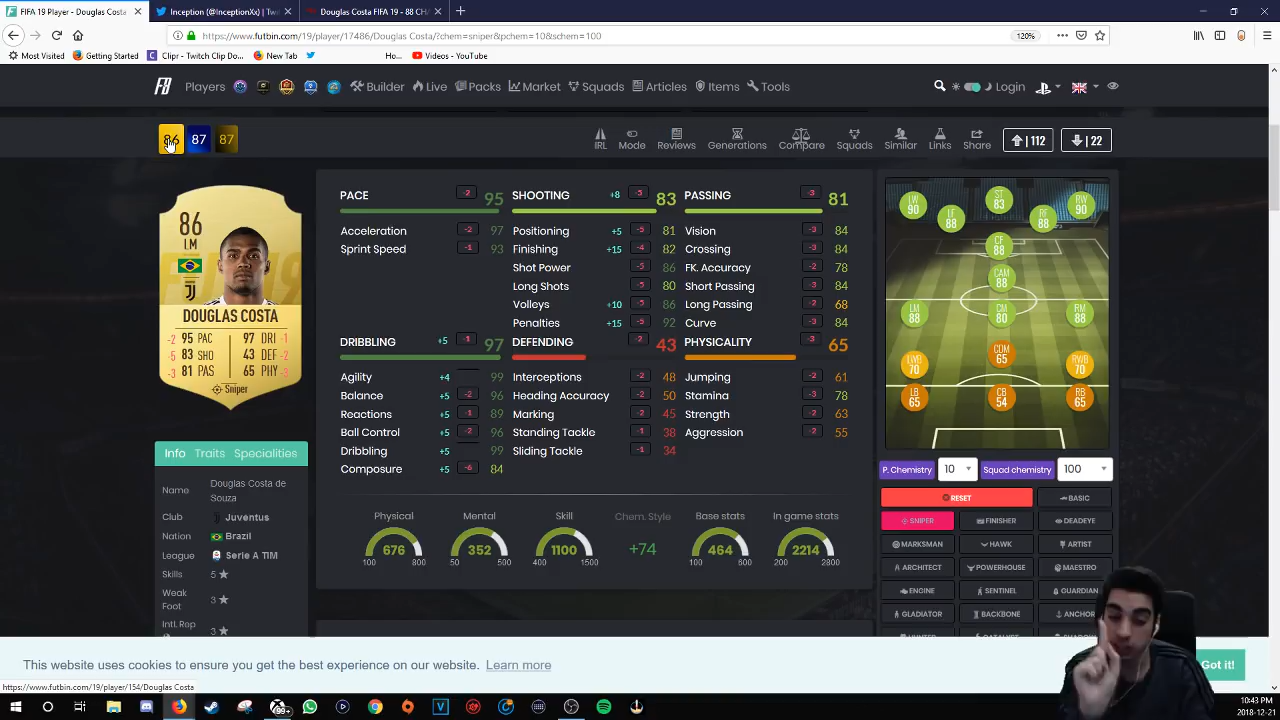 FIFA 19 Player - Douglas Costa
Inception (@InceptionXx) | Tw
Douglas Costa FIFA 19 - 88 CH
https://www.futbin.com/19/player/17486/Douglas Costa/?chem=sniper&pchem=10&schem=100
120%
Most Visited
Getting Started
Clipr - Twitch Clip Do...
New Tab
Ho...
Videos - YouTube
Players
Builder
Live
Packs
Market
Squads
Articles
Items
Tools
Login
86
87
87
IRL
Mode
Reviews
Generations
Compare
Squads
Similar
Links
Share
112
22
86
LM
DOUGLAS COSTA
-2 95 PAC 97 DRI -1
-5 83 SHO 43 DEF -2
-3 81 PAS 65 PHY -3
Sniper
PACE -2 95
Acceleration -2 97
Sprint Speed -1 93
SHOOTING +8 -5 83
Positioning +5 -5 81
Finishing +15 -4 82
Shot Power -5 86
Long Shots -5 80
Volleys +10 -5 86
Penalties +15 -5 92
PASSING -3 81
Vision -3 84
Crossing -3 84
FK. Accuracy -2 78
Short Passing -3 84
Long Passing -2 68
Curve -3 84
DRIBBLING +5 -1 97
Agility +4 99
Balance +5 -2 96
Reactions +5 -1 89
Ball Control +5 -2 96
Dribbling +5 99
Composure +5 -6 84
DEFENDING -2 43
Interceptions -2 48
Heading Accuracy -2 50
Marking -2 45
Standing Tackle -1 38
Sliding Tackle -1 34
PHYSICALITY -3 65
Jumping -2 61
Stamina -3 78
Strength -2 63
Aggression -2 55
Physical
676
100 800
Mental
352
50 500
Skill
1100
400 1500
Chem. Style
+74
Base stats
464
100 600
In game stats
2214
200 2800
LW
90
LF
88
ST
83
RF
88
RW
90
CF
88
CAM
88
LM
88
CM
80
RM
88
CDM
65
LWB
70
RWB
70
LB
65
CB
54
RB
65
P. Chemistry 10
Squad chemistry 100
RESET
BASIC
SNIPER
FINISHER
DEADEYE
MARKSMAN
HAWK
ARTIST
ARCHITECT
POWERHOUSE
MAESTRO
ENGINE
SENTINEL
GUARDIAN
GLADIATOR
BACKBONE
ANCHOR
HUNTER
CATALYST
Info
Traits
Specialities
Name Douglas Costa de
Souza
Club Juventus
Nation Brazil
League Serie A TIM
Skills 5
Weak
Foot 3
Intl.Rep 3
This website uses cookies to ensure you get the best experience on our website. Learn more
Got it!
https://www.futbin.com/19/player/154/Douglas Costa
99+
10:43 PM
2018-12-21